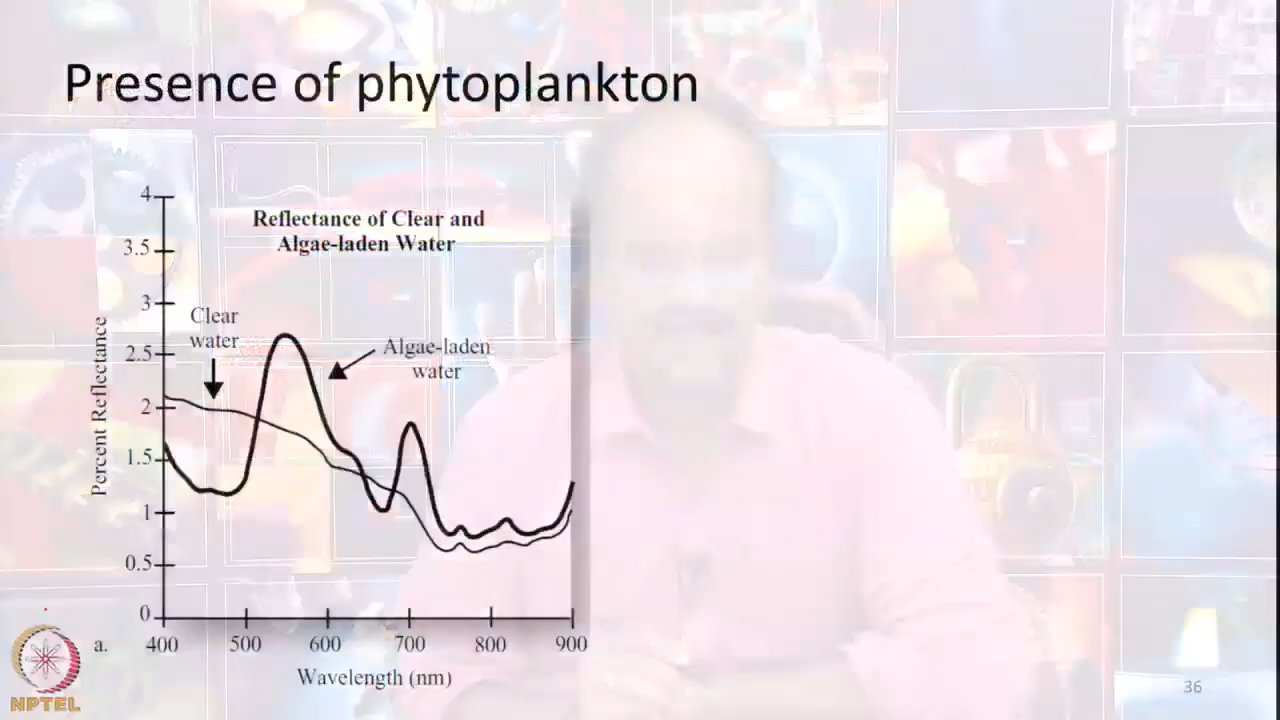 Presence of phytoplankton
Reflectance of Clear and
Algae-laden Water
4
3.5
3
2.5
2
1.5
1
0.5
0
Percent Reflectance
Clear
water
Algae-laden
water
a.
400 500 600 700 800 900
Wavelength (nm)
NPTEL
36